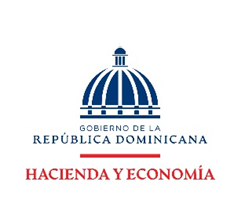 GOBIERNO DE LA
REPÚBLICA DOMINICANA
HACIENDA Y ECONOMÍA